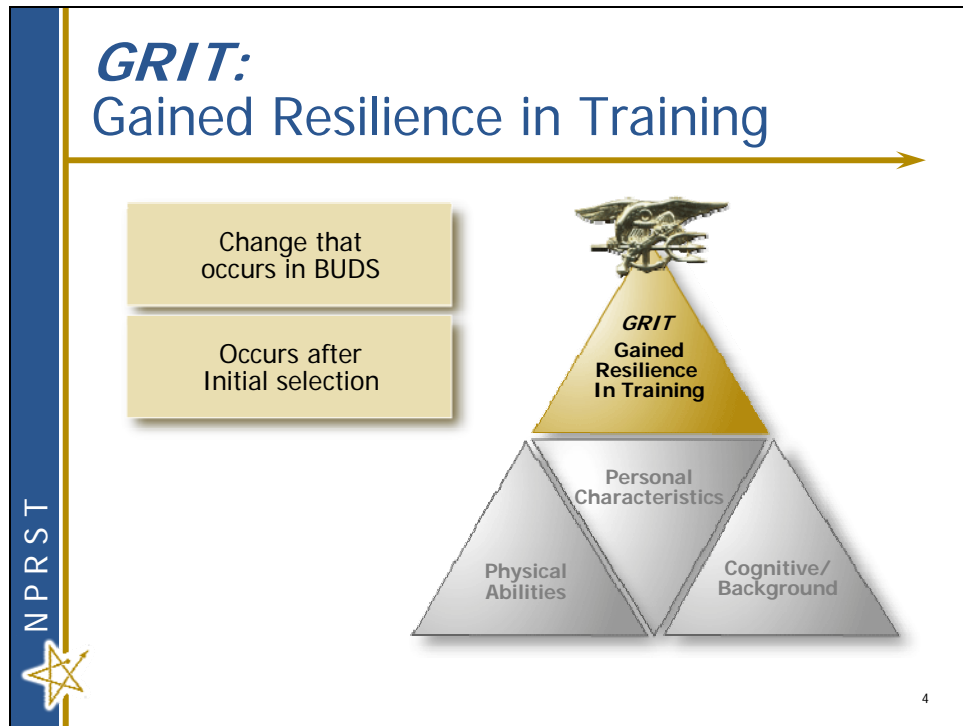 GRIT:
Gained Resilience in Training
Change that
occurs in BUDS
Occurs after
Initial selection
GRIT
Gained
Resilience
In Training
Personal
Characteristics
Physical
Abilities
Cognitive/
Background
NPRST
4